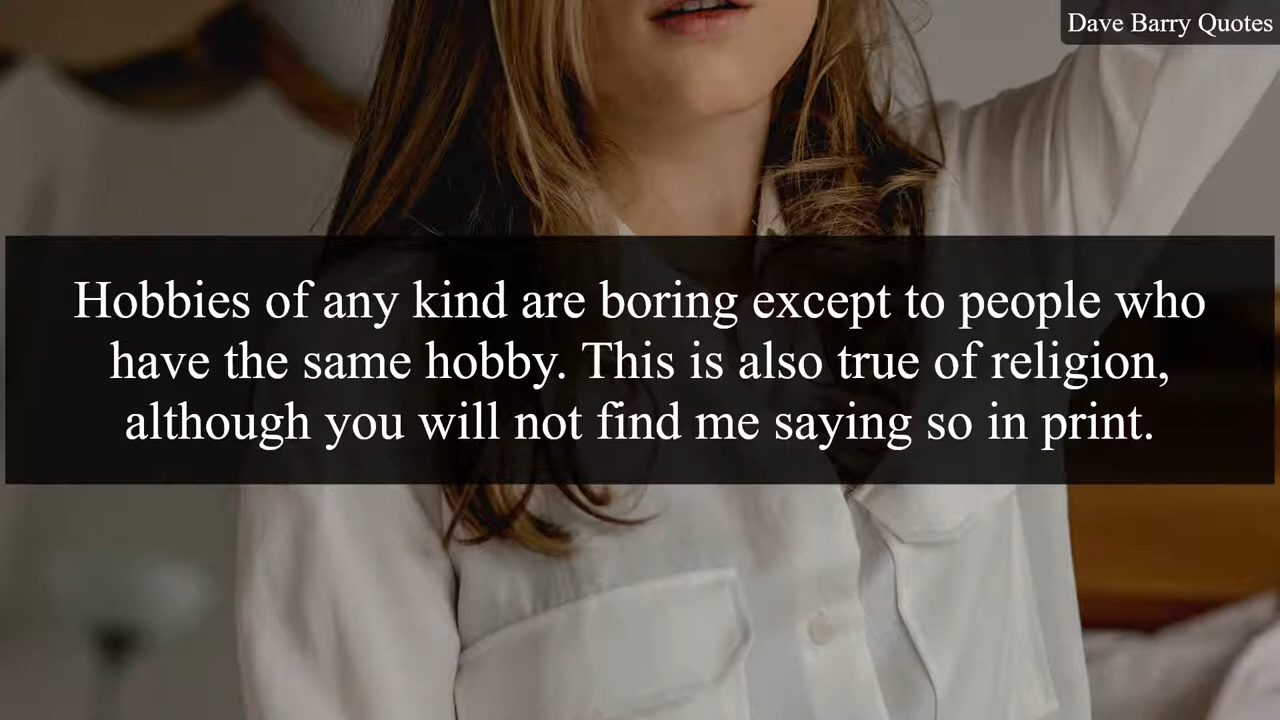 Dave Barry Quotes
Hobbies of any kind are boring except to people who
have the same hobby. This is also true of religion,
although you will not find me saying so in print.